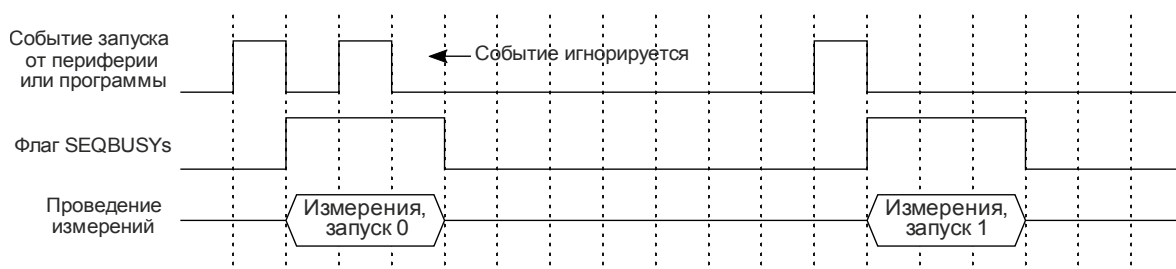 Событие запуска
от периферии
или программы
Событие игнорируется
Флаг SEQBUSYs
Проведение
измерений
Измерения,
запуск 0
Измерения,
запуск 1